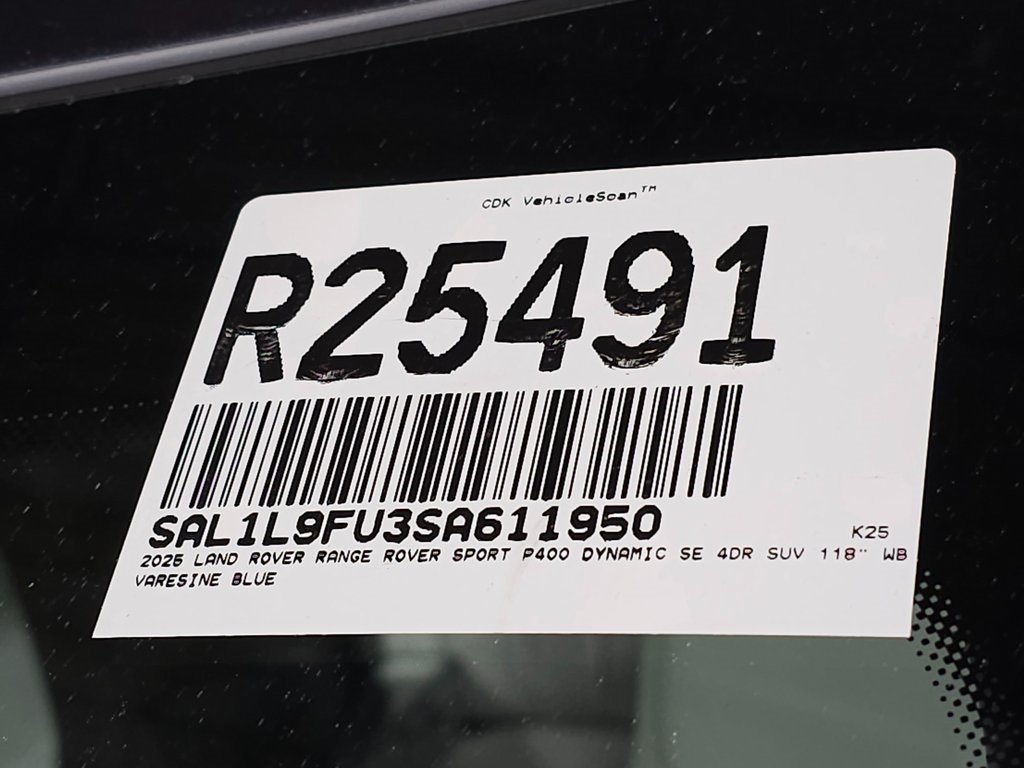 CDK VehicleScan™
R25491
SAL1L9FU3SA611950
K25
2025 LAND ROVER RANGE ROVER SPORT P400 DYNAMIC SE 4DR SUV 118" WB
VARESINE BLUE